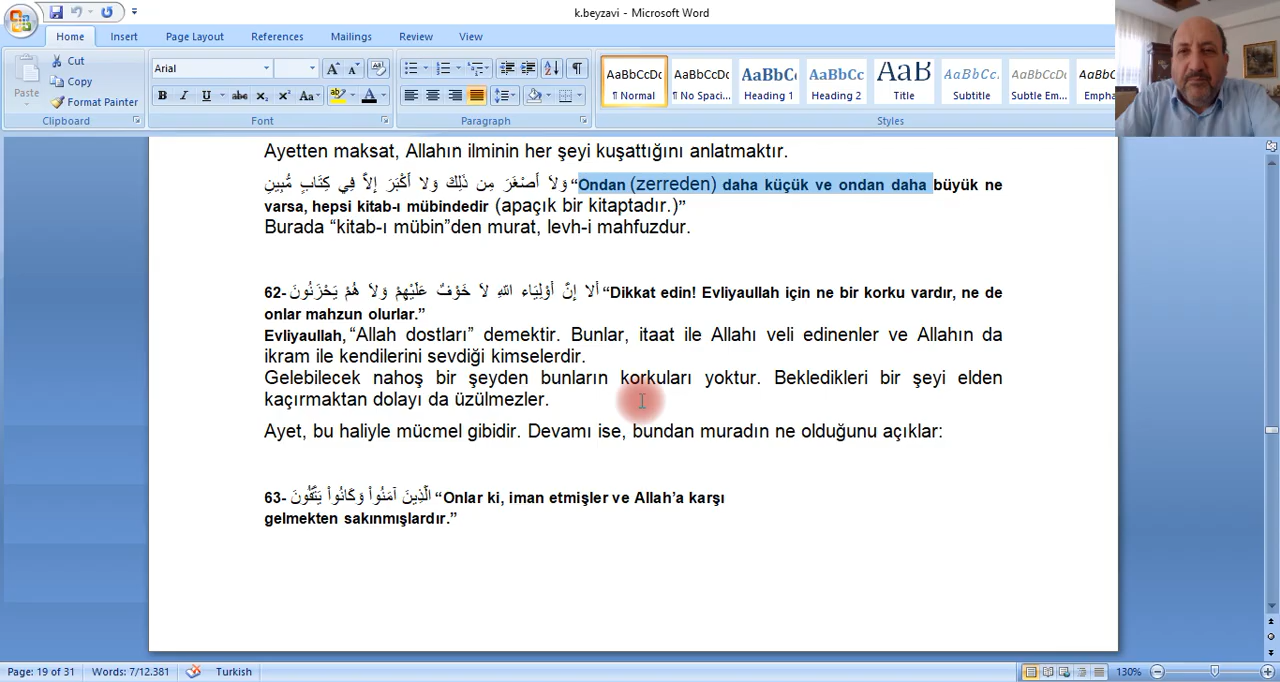 k.beyzavi - Microsoft Word
Home Insert Page Layout References Mailings Review View
Paste Cut Copy Format Painter
Clipboard
Arial
Font
Paragraph
AaBbCcDc AaBbCcDc AaBbC AaBbCc AaB AaBbCc. AaBbCcDc AaBbC
¶ Normal ¶ No Spaci... Heading 1 Heading 2 Title Subtitle Subtle Em... Empha
Styles
Ayetten maksat, Allahın ilminin her şeyi kuşattığını anlatmaktır.
وَلاَ أَصْغَرَ مِن ذَلِكَ وَلا أَكْبَرَ إِلاَّ فِي كِتَابٍ مُّبِينٍ “Ondan (zerreden) daha küçük ve ondan daha büyük ne
varsa, hepsi kitab-ı mübindedir (apaçık bir kitaptadır.)”
Burada “kitab-ı mübin”den murat, levh-i mahfuzdur.
62- أَلا إِنَّ أَوْلِيَاء اللّهِ لاَ خَوْفٌ عَلَيْهِمْ وَلاَ هُمْ يَحْزَنُونَ “Dikkat edin! Evliyaullah için ne bir korku vardır, ne de
onlar mahzun olurlar.”
Evliyaullah, “Allah dostları” demektir. Bunlar, itaat ile Allahı veli edinenler ve Allahın da
ikram ile kendilerini sevdiği kimselerdir.
Gelebilecek nahoş bir şeyden bunların korkuları yoktur. Bekledikleri bir şeyi elden
kaçırmaktan dolayı da üzülmezler.
Ayet, bu haliyle mücmel gibidir. Devamı ise, bundan muradın ne olduğunu açıklar:
63- الَّذِينَ آمَنُواْ وَكَانُواْ يَتَّقُونَ “Onlar ki, iman etmişler ve Allah’a karşı
gelmekten sakınmışlardır.”
Page: 19 of 31 Words: 7/12.381 Turkish 130%